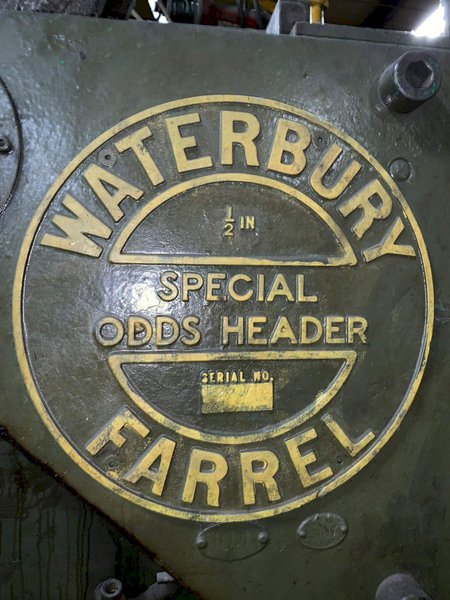 WATERBURY
1/2 IN
SPECIAL
ODDS HEADER
SERIAL NO.
FARREL